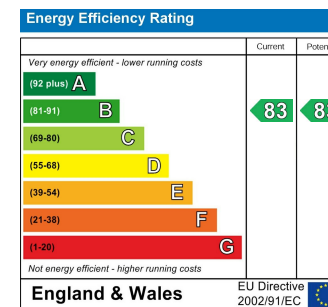 Energy Efficiency Rating
Current Poten
Very energy efficient - lower running costs
(92 plus) A
(81-91) B 83 83
(69-80) C
(55-68) D
(39-54) E
(21-38) F
(1-20) G
Not energy efficient - higher running costs
England & Wales
EU Directive
2002/91/EC